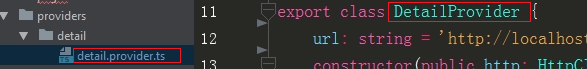 providers
detail
detail.provider.ts
11 export class DetailProvider {
12 url: string = 'http://localhost
13 constructor(public http: HttpCl